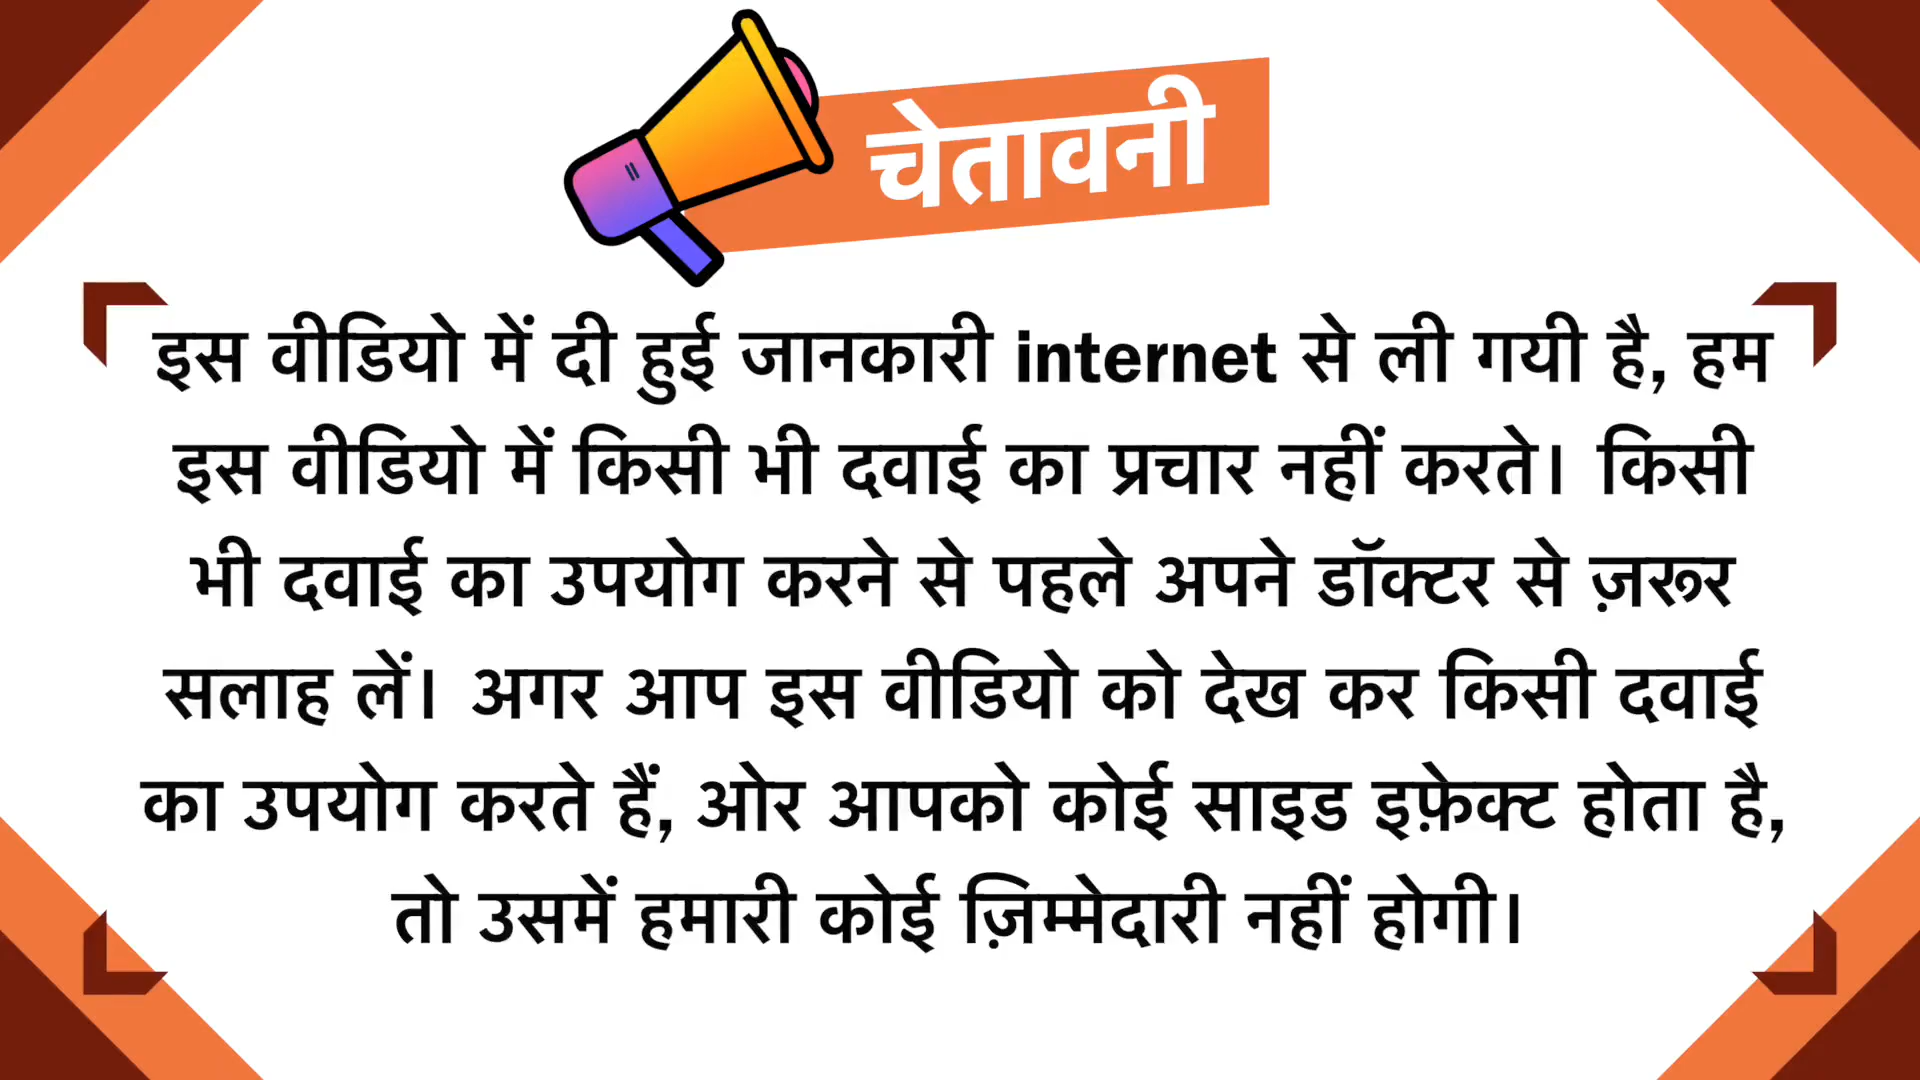 चेतावनी
इस वीडियो में दी हुई जानकारी internet से ली गयी है, हम
इस वीडियो में किसी भी दवाई का प्रचार नहीं करते। किसी
भी दवाई का उपयोग करने से पहले अपने डॉक्टर से ज़रूर
सलाह लें। अगर आप इस वीडियो को देख कर किसी दवाई
का उपयोग करते हैं, ओर आपको कोई साइड इफ़ेक्ट होता है,
तो उसमें हमारी कोई ज़िम्मेदारी नहीं होगी।